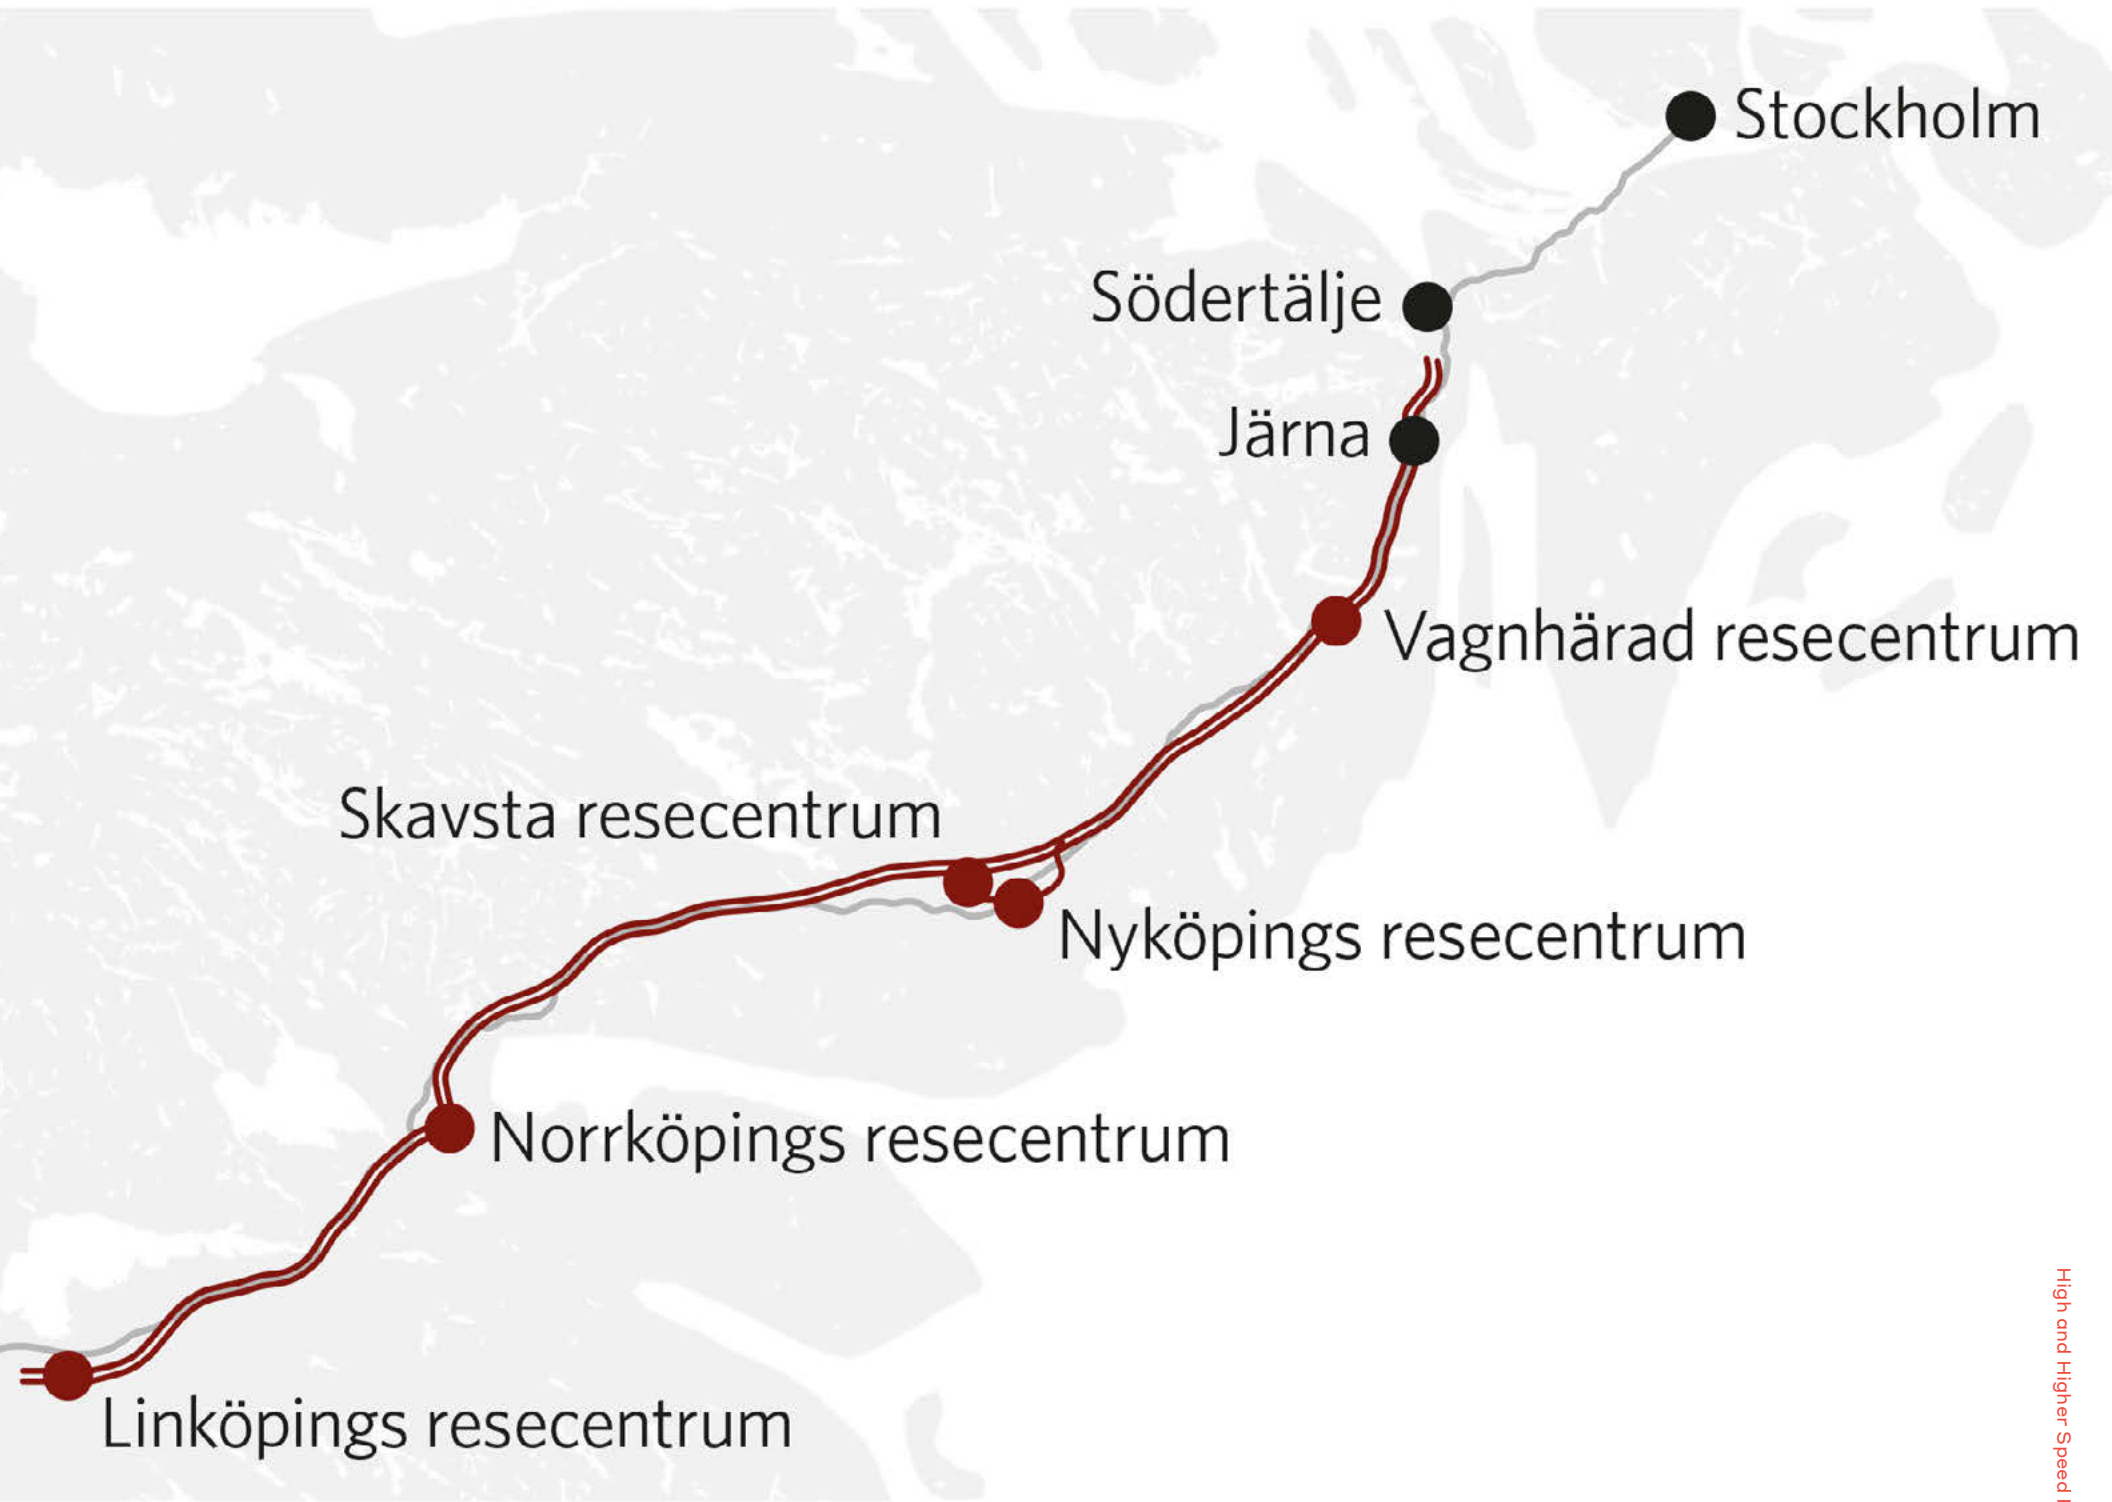 Stockholm
Södertälje
Järna
Vagnhärad resecentrum
Skavsta resecentrum
Nyköpings resecentrum
Norrköpings resecentrum
Linköpings resecentrum
High and Higher Speed